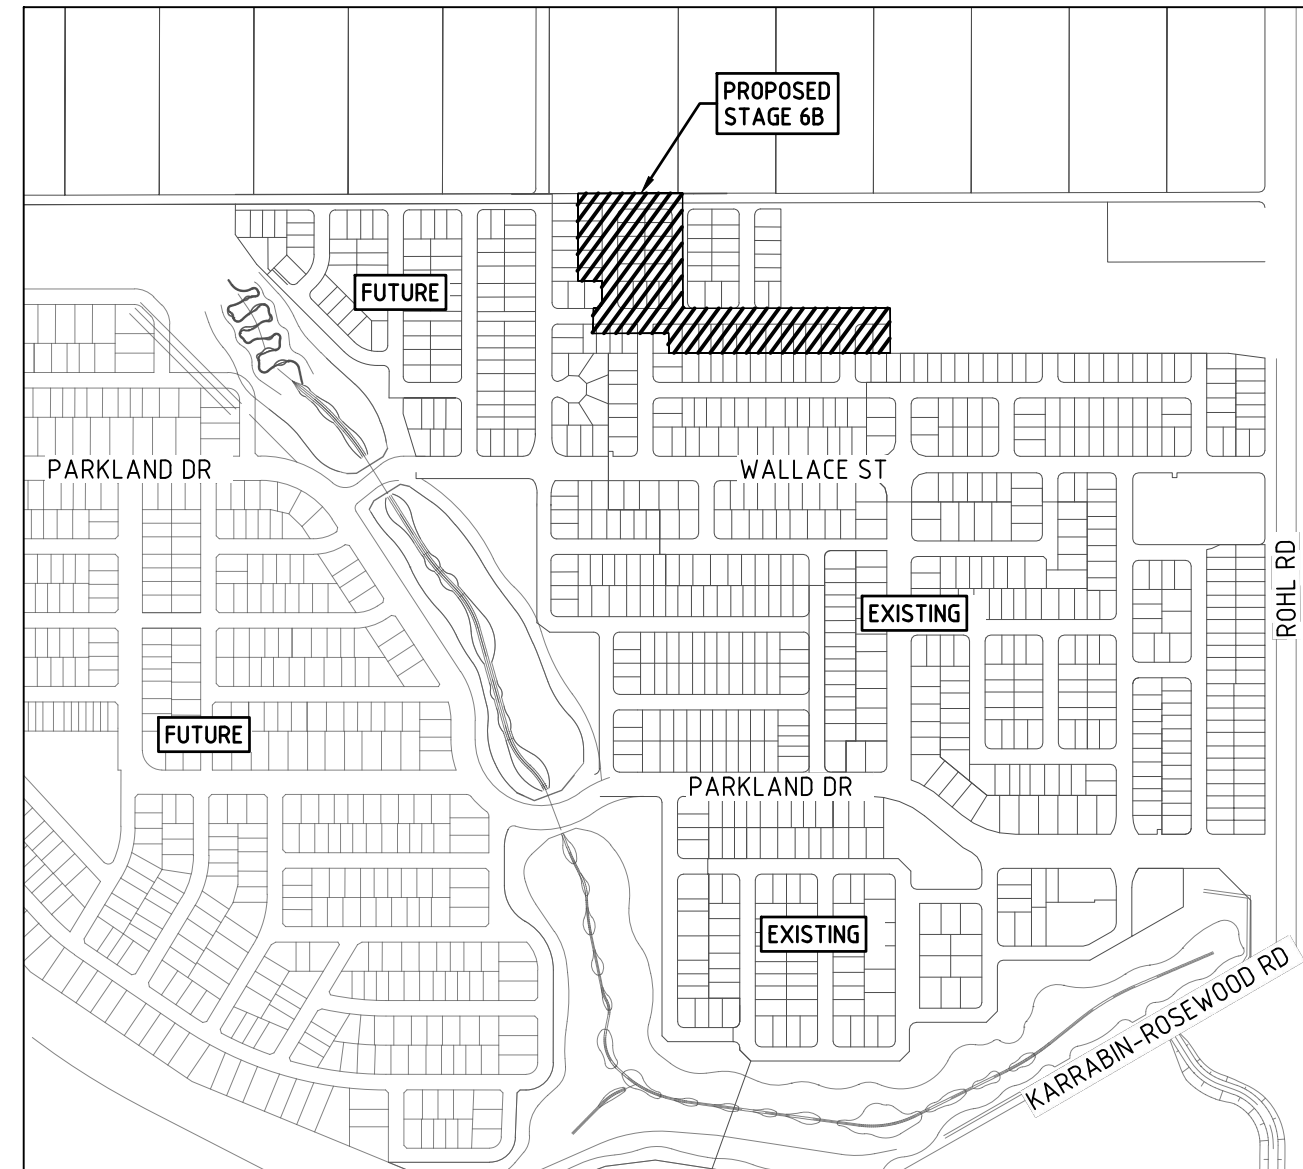 PROPOSED
STAGE 6B
FUTURE
PARKLAND DR
WALLACE ST
ROHL RD
EXISTING
FUTURE
PARKLAND DR
EXISTING
KARRABIN-ROSEWOOD RD